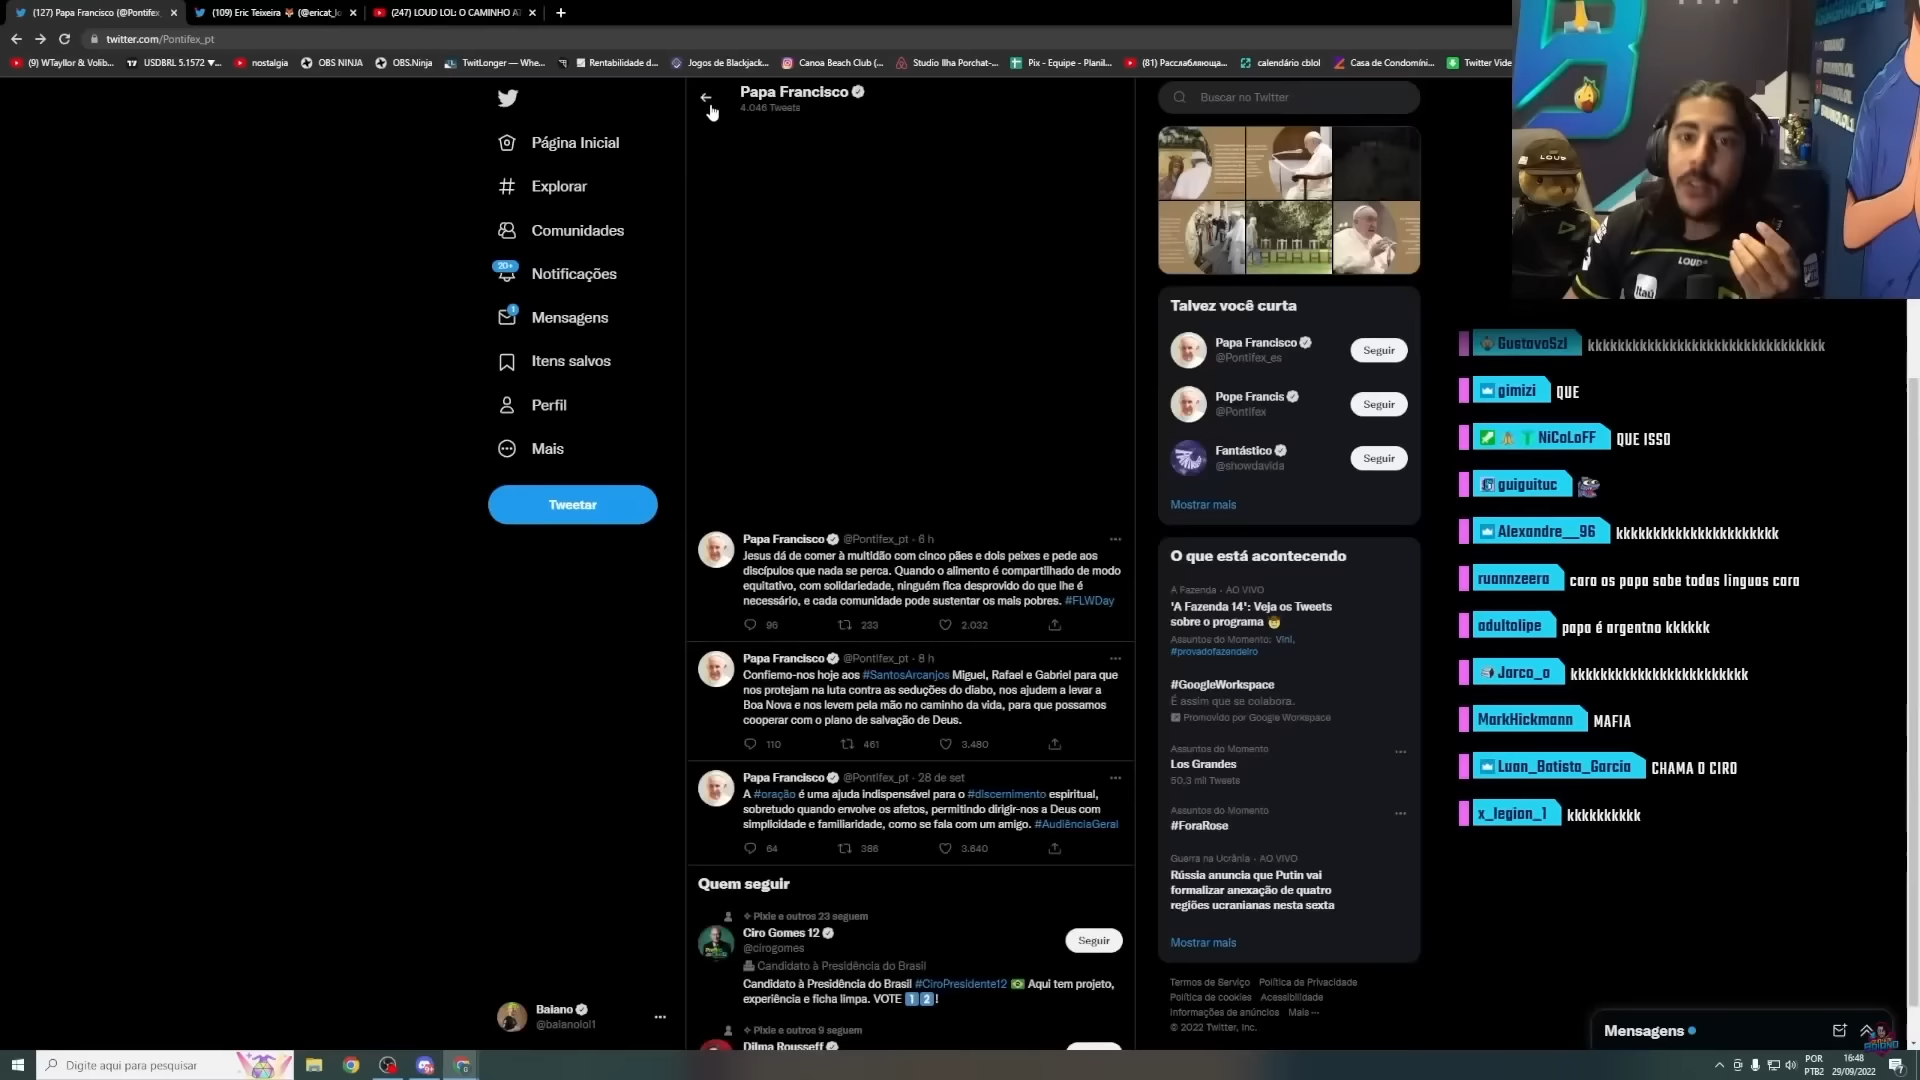 (127) Papa Francisco (@Pontifex_
(109) Eric Teixeira 🦊 (@ericat_lo
(247) LOUD LOL: O CAMINHO AT
twitter.com/Pontifex_pt
(9) WTayllor & Volib...
USDBRL 5.1572 ▼...
nostalgia
OBS NINJA
OBS.Ninja
TwitLonger — Whe...
Rentabilidade d...
Jogos de Blackjack...
Canoa Beach Club (...
Studio Ilha Porchat-...
Pix - Equipe - Planil...
(81) Расслабляюща...
calendário cblol
Casa de Condomíni...
Twitter Vide
Página Inicial
Explorar
Comunidades
20+
Notificações
1
Mensagens
Itens salvos
Perfil
Mais
Tweetar
Baiano
@baianolol1
Papa Francisco
4.046 Tweets
Papa Francisco @Pontifex_pt · 6 h
Jesus dá de comer à multidão com cinco pães e dois peixes e pede aos
discípulos que nada se perca. Quando o alimento é compartilhado de modo
equitativo, com solidariedade, ninguém fica desprovido do que lhe é
necessário, e cada comunidade pode sustentar os mais pobres. #FLWDay
96 233 2.032
Papa Francisco @Pontifex_pt · 8 h
Confiemo-nos hoje aos #SantosArcanjos Miguel, Rafael e Gabriel para que
nos protejam na luta contra as seduções do diabo, nos ajudem a levar a
Boa Nova e nos levem pela mão no caminho da vida, para que possamos
cooperar com o plano de salvação de Deus.
110 461 3.480
Papa Francisco @Pontifex_pt · 28 de set
A #oração é uma ajuda indispensável para o #discernimento espiritual,
sobretudo quando envolve os afetos, permitindo dirigir-nos a Deus com
simplicidade e familiaridade, como se fala com um amigo. #AudiênciaGeral
64 386 3.640
Quem seguir
Pixie e outros 23 seguem
Ciro Gomes 12
@cirogomes
Seguir
Candidato à Presidência do Brasil
Candidato à Presidência do Brasil #CiroPresidente12 🇧🇷 Aqui tem projeto,
experiência e ficha limpa. VOTE 1️⃣2️⃣!
Pixie e outros 9 seguem
Dilma Rousseff
Buscar no Twitter
Talvez você curta
Papa Francisco
@Pontifex_es
Seguir
Pope Francis
@Pontifex
Seguir
Fantástico
@showdavida
Seguir
Mostrar mais
O que está acontecendo
A Fazenda · AO VIVO
'A Fazenda 14': Veja os Tweets
sobre o programa 🤠
Assuntos do Momento: Vini,
#provadofazendeiro
#GoogleWorkspace
É assim que se colabora.
Promovido por Google Workspace
Assuntos do Momento
Los Grandes
50,3 mil Tweets
Assuntos do Momento
#ForaRose
Guerra na Ucrânia · AO VIVO
Rússia anuncia que Putin vai
formalizar anexação de quatro
regiões ucranianas nesta sexta
Mostrar mais
Termos de Serviço Política de Privacidade
Política de cookies Acessibilidade
Informações de anúncios Mais ···
© 2022 Twitter, Inc.
LOUD
LOUD
Itaú
GustavoSzl kkkkkkkkkkkkkkkkkkkkkkkkkkkkkkk
gimizi QUE
NiCoLoFF QUE ISSO
guiguituc
Alexandre__96 kkkkkkkkkkkkkkkkkkkkkk
ruannzeera cara os papa sabe todas linguas cara
adultolipe papa é argentno kkkkkk
Jarco_o kkkkkkkkkkkkkkkkkkkkkkkk
MarkHickmann MAFIA
Luan_Batista_Garcia CHAMA O CIRO
x_legion_1 kkkkkkkkkk
Mensagens
Digite aqui para pesquisar
POR
PTB2
16:48
29/09/2022